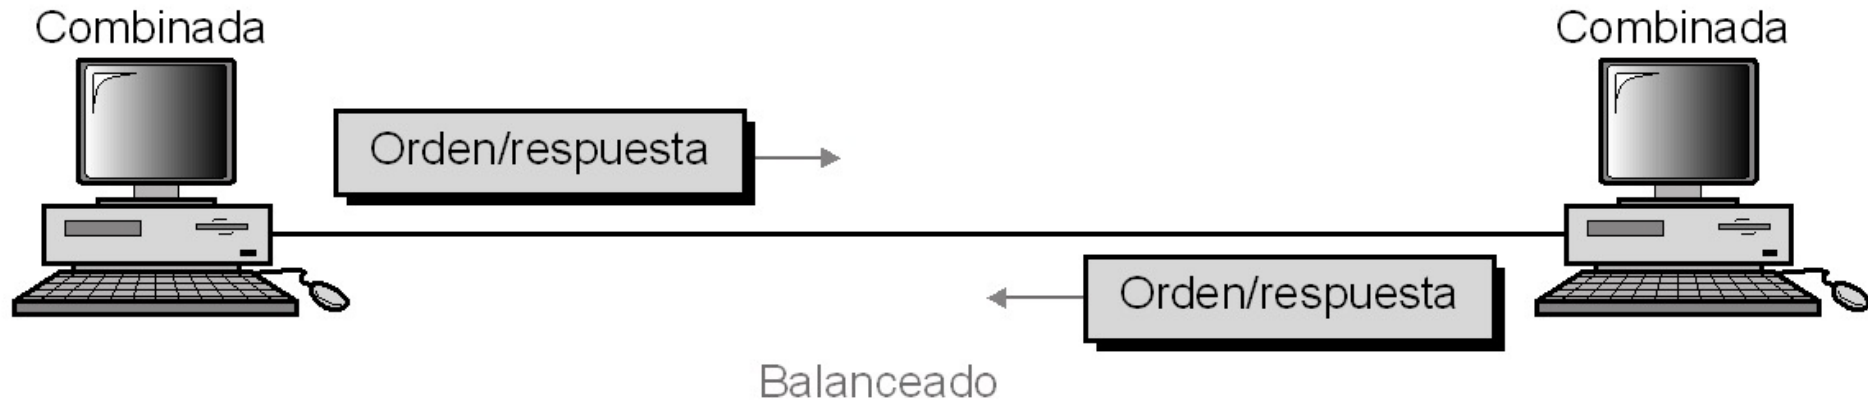 Combinada
Combinada
Orden/respuesta
Orden/respuesta
Balanceado